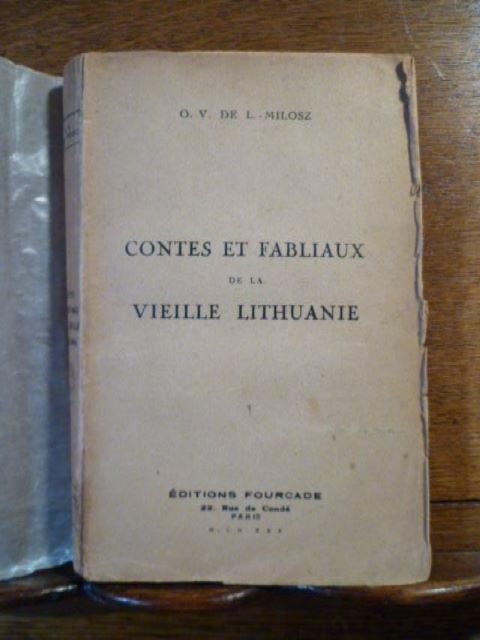 O. V. DE L.-MILOSZ
CONTES ET FABLIAUX
DE LA
VIEILLE LITHUANIE
ÉDITIONS FOURCADE
22, Rue de Condé
PARIS